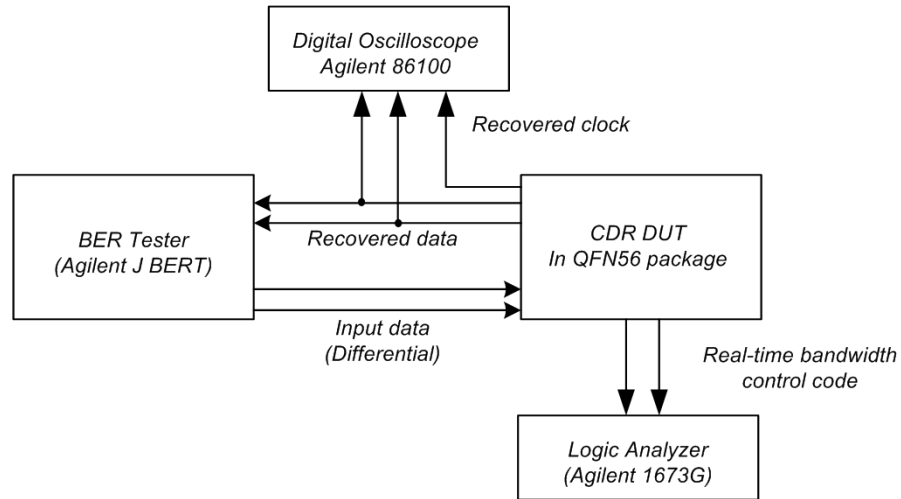 Digital Oscilloscope
Agilent 86100
Recovered clock
BER Tester
(Agilent J BERT)
Recovered data
CDR DUT
In QFN56 package
Input data
(Differential)
Real-time bandwidth
control code
Logic Analyzer
(Agilent 1673G)